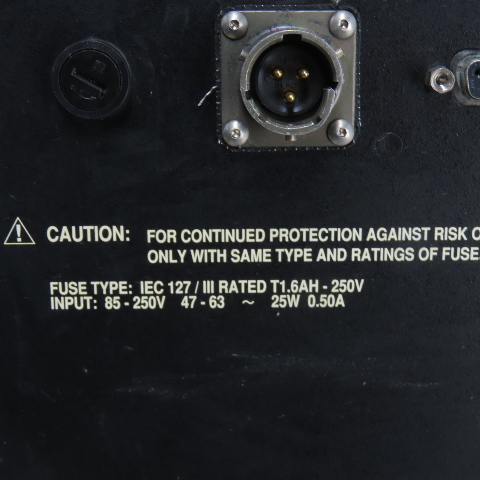 CAUTION: FOR CONTINUED PROTECTION AGAINST RISK
ONLY WITH SAME TYPE AND RATINGS OF FUSE
FUSE TYPE: IEC 127 / III RATED T1.6AH - 250V
INPUT: 85 - 250V 47 - 63 ~ 25W 0.50A